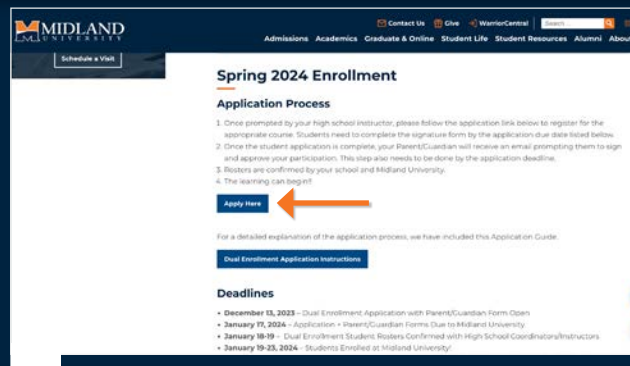 MIDLAND
UNIVERSITY
Contact Us Give WarriorCentral Search ...
Admissions Academics Graduate & Online Student Life Student Resources Alumni Abou
Schedule a Visit
Spring 2024 Enrollment
Application Process
1. Once prompted by your high school instructor, please follow the application link below to register for the
appropriate course. Students need to complete the signature form by the application due date listed below.
2. Once the student application is complete, your Parent/Guardian will receive an email prompting them to sign
and approve your participation. This step also needs to be done by the application deadline.
3. Rosters are confirmed by your school and Midland University.
4. The learning can begin!!
Apply Here
For a detailed explanation of the application process, we have included this Application Guide.
Dual Enrollment Application Instructions
Deadlines
• December 13, 2023 – Dual Enrollment Application with Parent/Guardian Form Open
• January 17, 2024 – Application + Parent/Guardian Forms Due to Midland University
• January 18-19 – Dual Enrollment Student Rosters Confirmed with High School Coordinators/Instructors
• January 19-23, 2024 – Students Enrolled at Midland University!